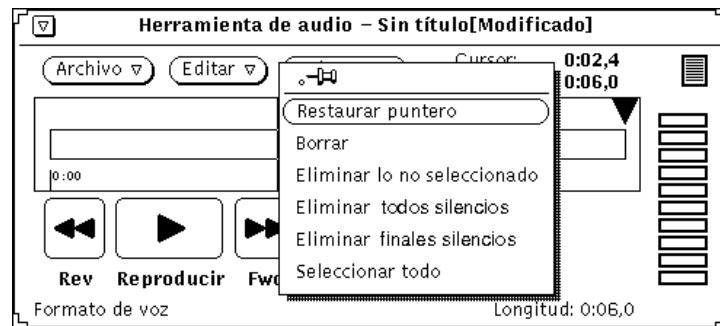 Herramienta de audio – Sin título[Modificado]
Archivo Editar
Cursor: 0:02,4
0:06,0
Restaurar puntero
Borrar
Eliminar lo no seleccionado
0:00
Eliminar todos silencios
Eliminar finales silencios
Seleccionar todo
Rev Reproducir
Formato de voz Longitud: 0:06,0